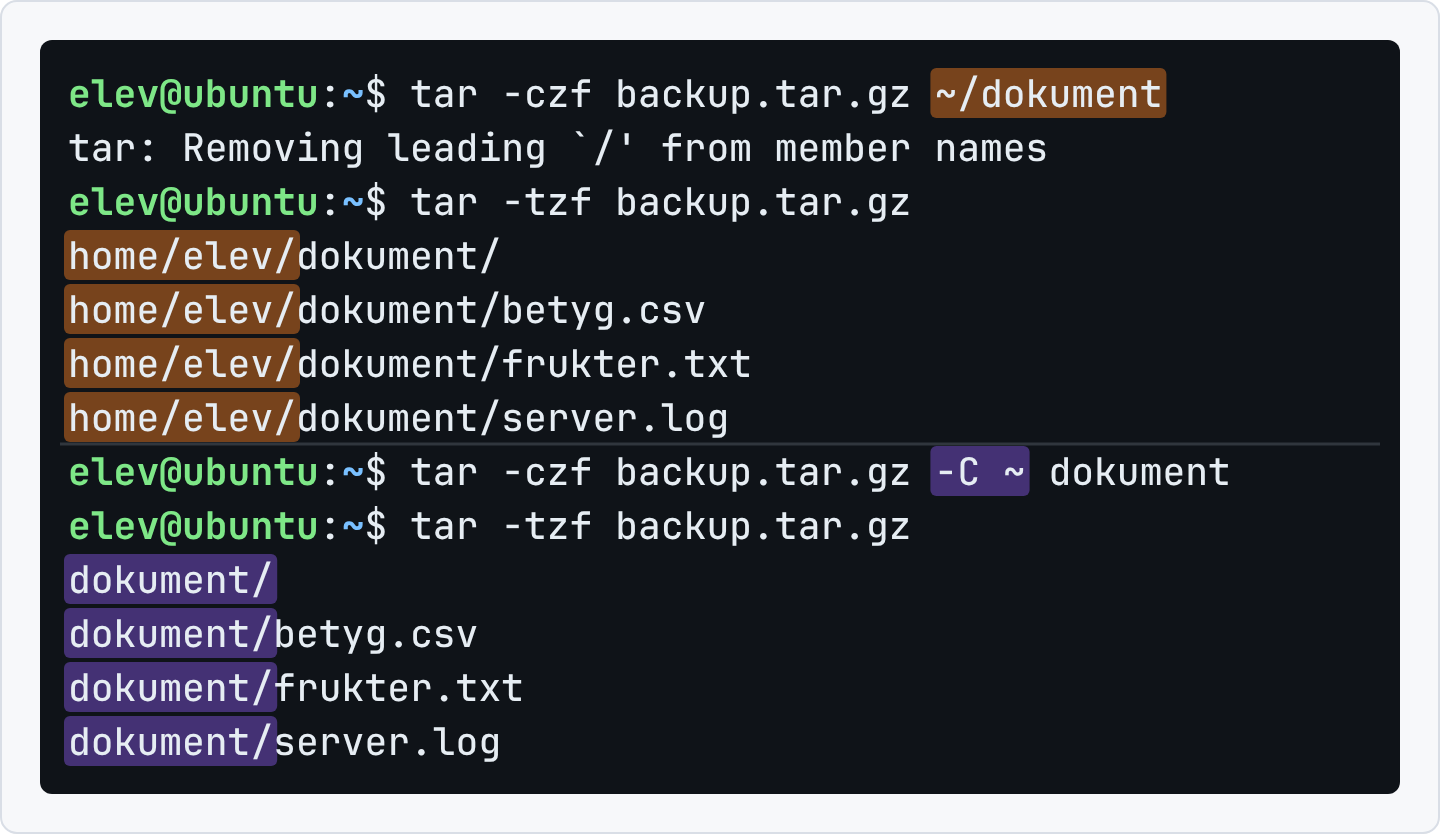 elev@ubuntu:~$ tar -czf backup.tar.gz ~/dokument
tar: Removing leading `/' from member names
elev@ubuntu:~$ tar -tzf backup.tar.gz
home/elev/dokument/
home/elev/dokument/betyg.csv
home/elev/dokument/frukter.txt
home/elev/dokument/server.log
elev@ubuntu:~$ tar -czf backup.tar.gz -C ~ dokument
elev@ubuntu:~$ tar -tzf backup.tar.gz
dokument/
dokument/betyg.csv
dokument/frukter.txt
dokument/server.log